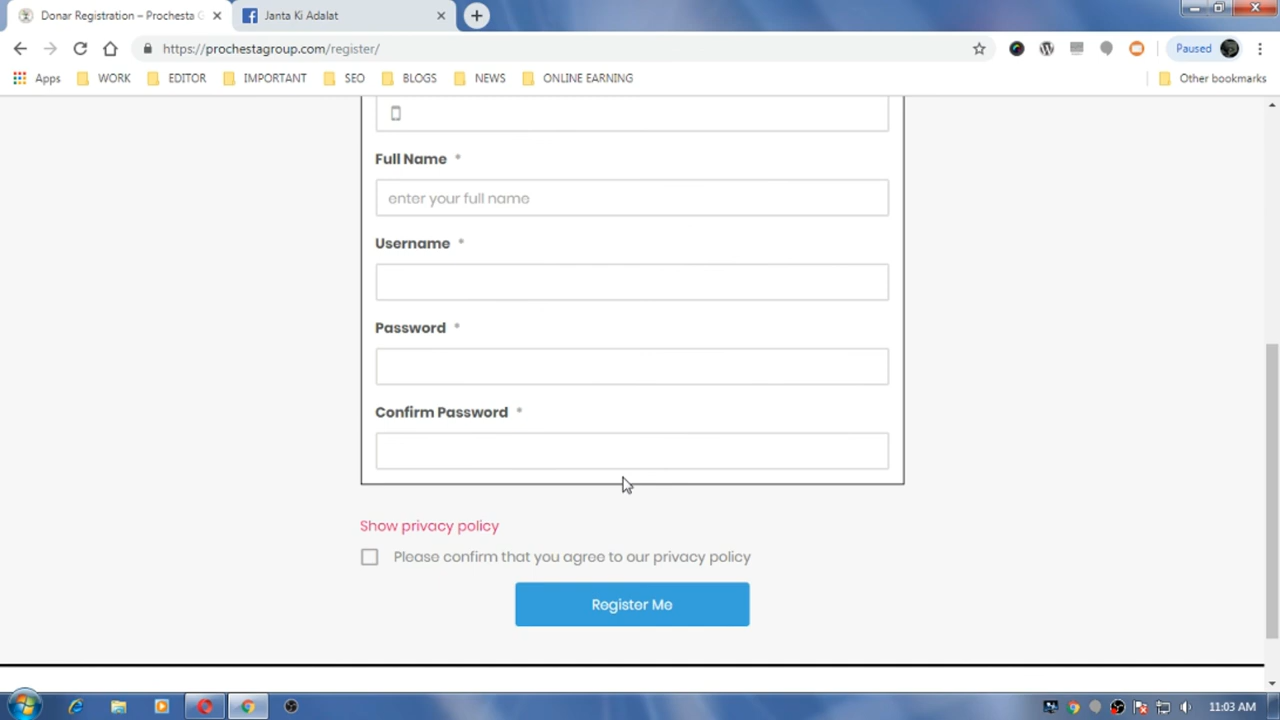 Donar Registration – Prochesta G
Janta Ki Adalat
https://prochestagroup.com/register/
Paused
Apps
WORK
EDITOR
IMPORTANT
SEO
BLOGS
NEWS
ONLINE EARNING
Other bookmarks
Full Name *
enter your full name
Username *
Password *
Confirm Password *
Show privacy policy
Please confirm that you agree to our privacy policy
Register Me
11:03 AM